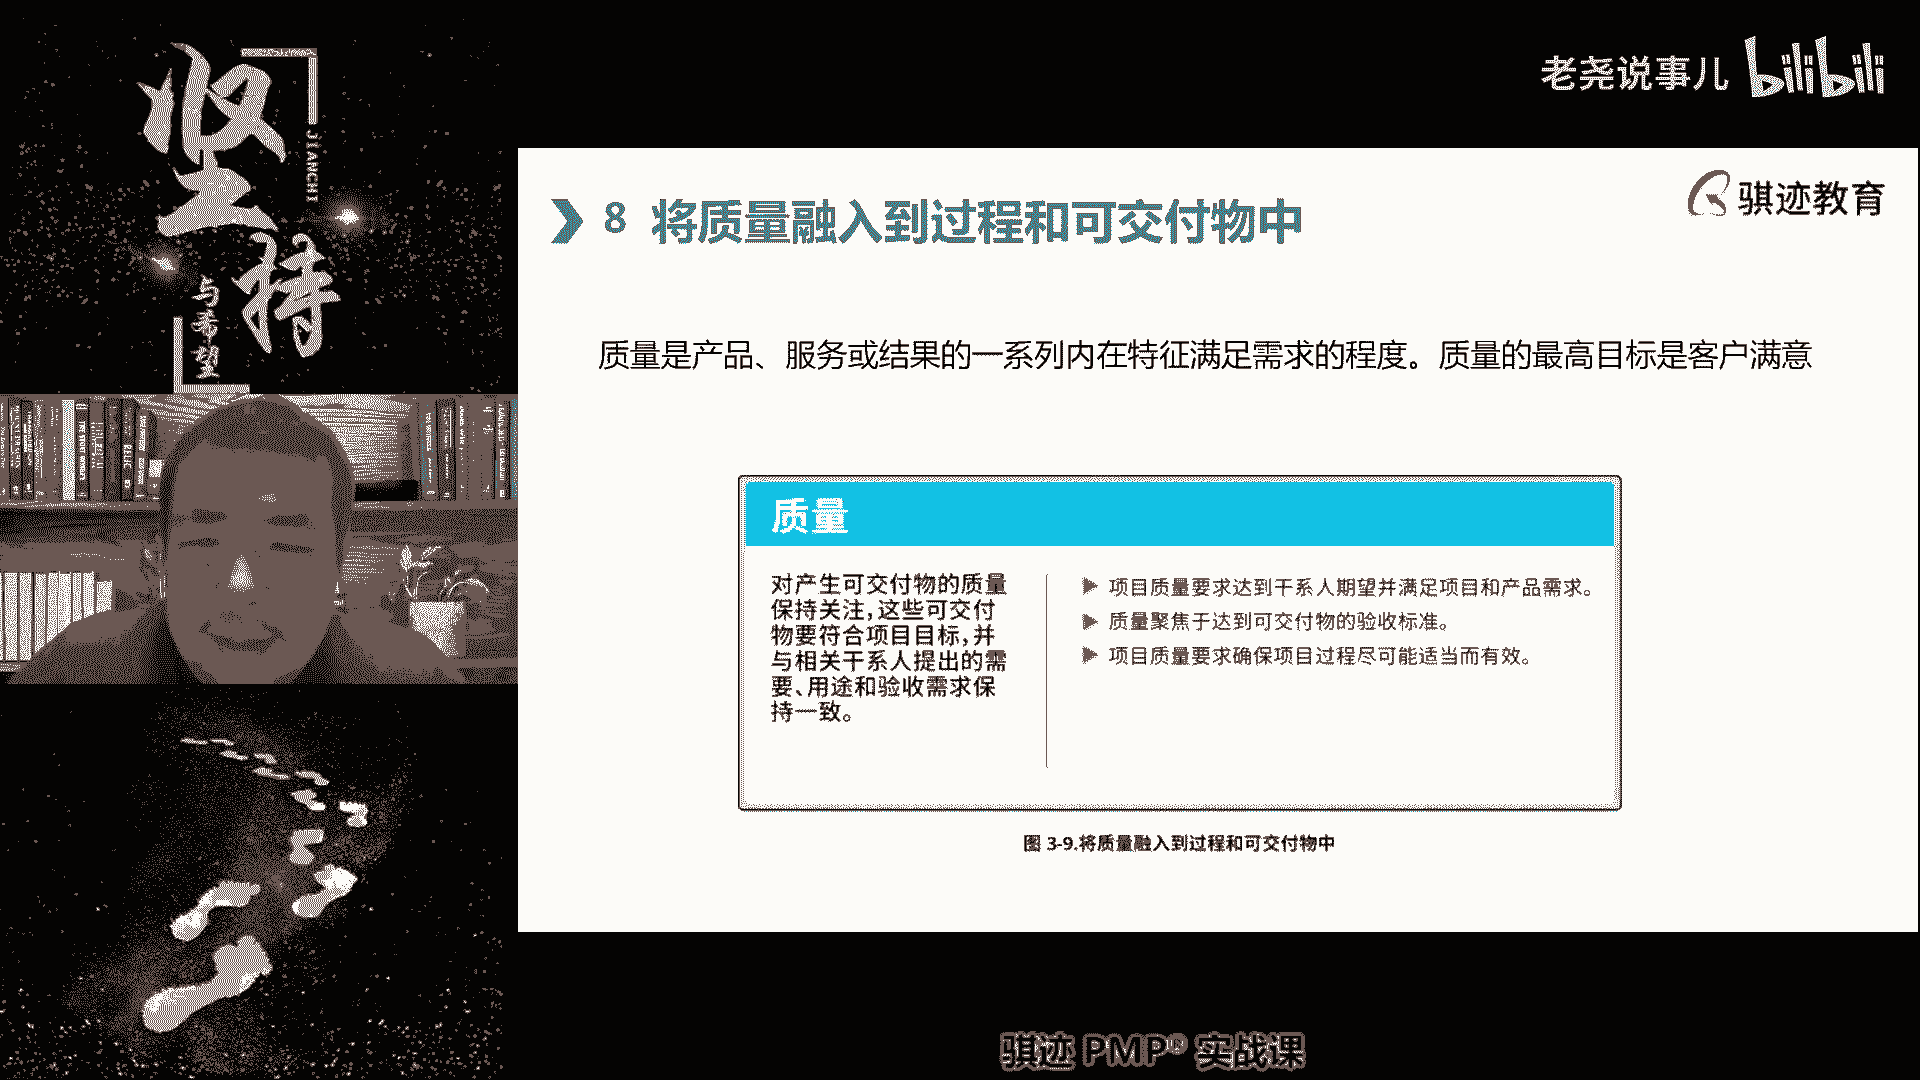 坚持
JIANCHI
与希望
老尧说事儿 bilibili
骐迹教育
8 将质量融入到过程和可交付物中
质量是产品、服务或结果的一系列内在特征满足需求的程度。质量的最高目标是客户满意
质量
对产生可交付物的质量
保持关注，这些可交付
物要符合项目目标，并
与相关干系人提出的需
要、用途和验收需求保
持一致。
项目质量要求达到干系人期望并满足项目和产品需求。
质量聚焦于达到可交付物的验收标准。
项目质量要求确保项目过程尽可能适当而有效。
图 3-9.将质量融入到过程和可交付物中
骐迹 PMP® 实战课